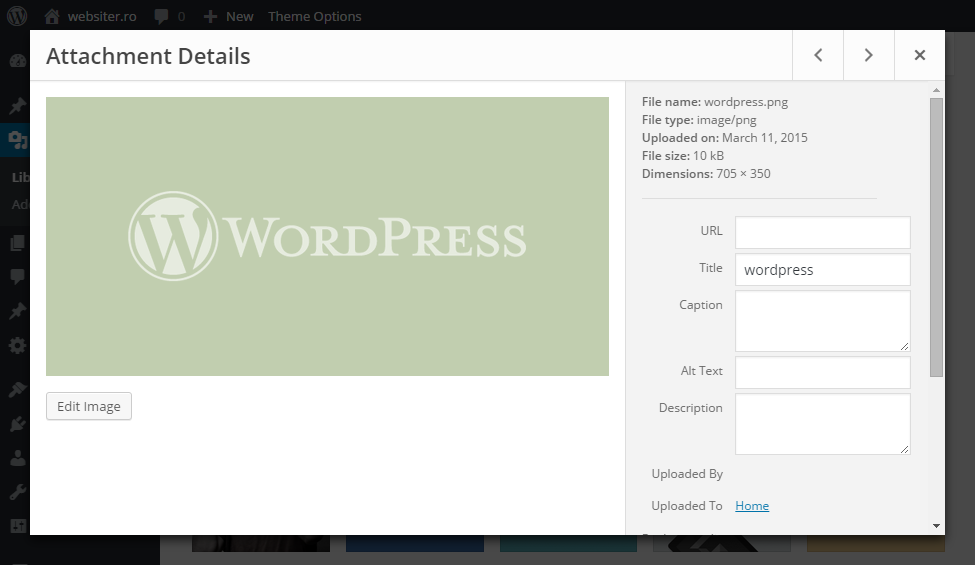 websiter.ro 0 New Theme Options
Attachment Details
WORDPRESS
Edit Image
File name: wordpress.png
File type: image/png
Uploaded on: March 11, 2015
File size: 10 kB
Dimensions: 705 × 350
URL
Title wordpress
Caption
Alt Text
Description
Uploaded By
Uploaded To Home
Lib
Add